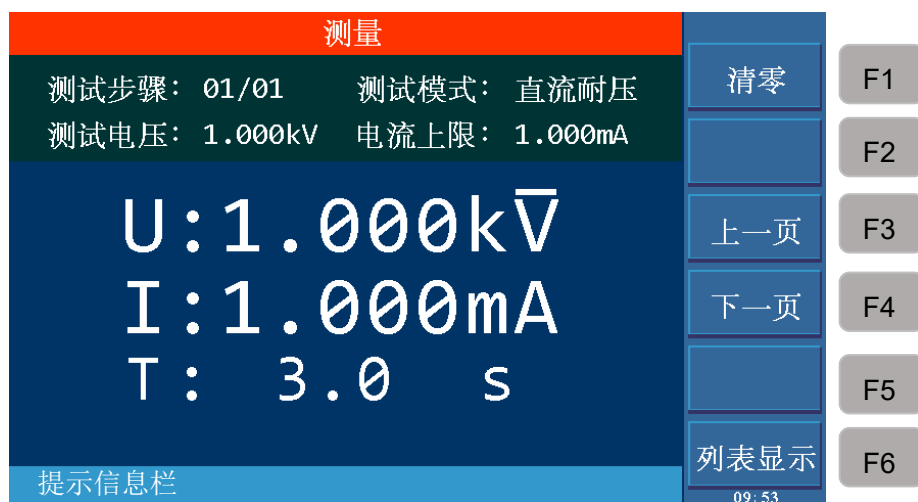 测量
测试步骤: 01/01 测试模式: 直流耐压
测试电压: 1.000kV 电流上限: 1.000mA
U:1.000kV̅
I:1.000mA
T: 3.0 s
提示信息栏
清零
上一页
下一页
列表显示
09:53
F1
F2
F3
F4
F5
F6